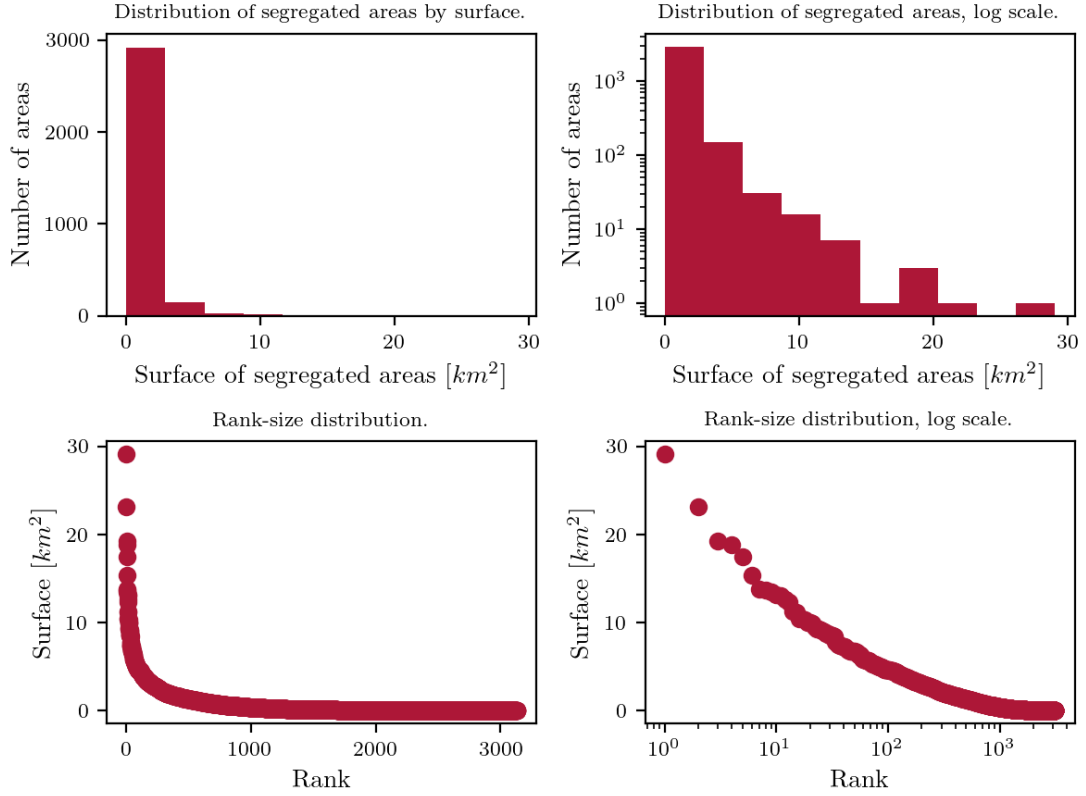 Distribution of segregated areas by surface.
3000
2000
1000
0
Number of areas
0 10 20 30
Surface of segregated areas [km²]
Distribution of segregated areas, log scale.
10³
10²
10¹
10⁰
Number of areas
0 10 20 30
Surface of segregated areas [km²]
Rank-size distribution.
30
20
10
0
Surface [km²]
0 1000 2000 3000
Rank
Rank-size distribution, log scale.
30
20
10
0
Surface [km²]
10⁰ 10¹ 10² 10³
Rank